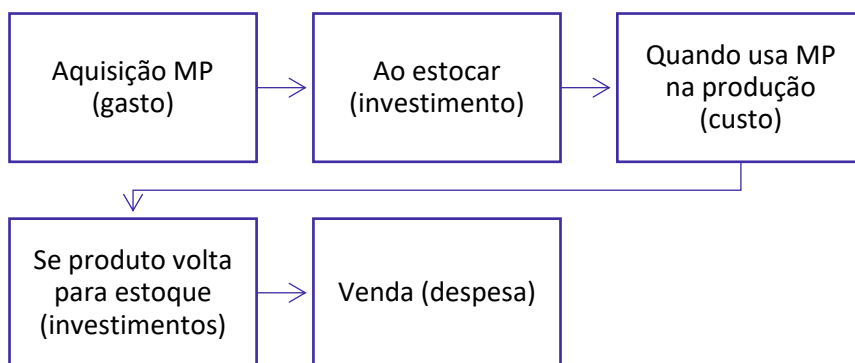 Aquisição MP
(gasto)
Ao estocar
(investimento)
Quando usa MP
na produção
(custo)
Se produto volta
para estoque
(investimentos)
Venda (despesa)